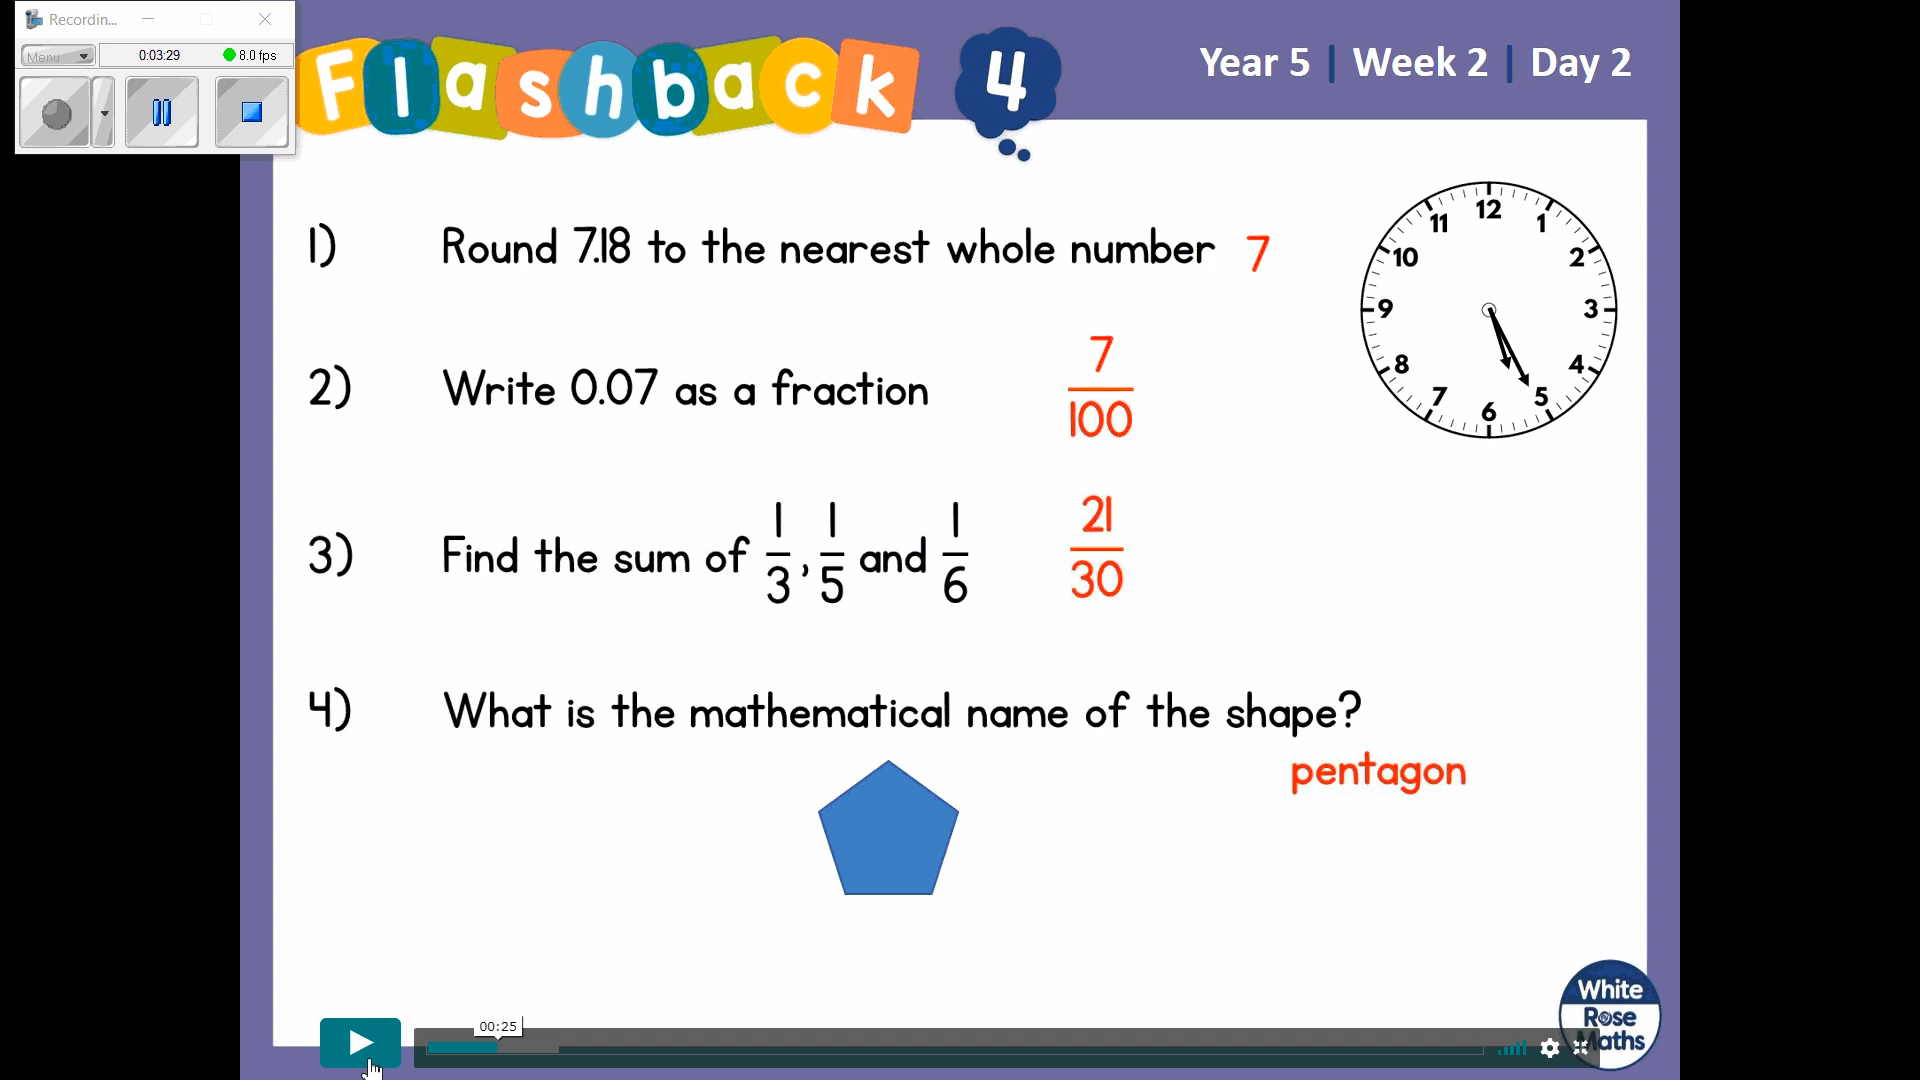 Recordin...
Menu
0:03:29
8.0 fps
Flashback 4
Year 5 | Week 2 | Day 2
1) Round 7.18 to the nearest whole number 7
2) Write 0.07 as a fraction 7/100
3) Find the sum of 1/3, 1/5 and 1/6 21/30
4) What is the mathematical name of the shape?
pentagon
12
1
2
3
4
5
6
7
8
9
10
11
00:25
White
Rose
Maths